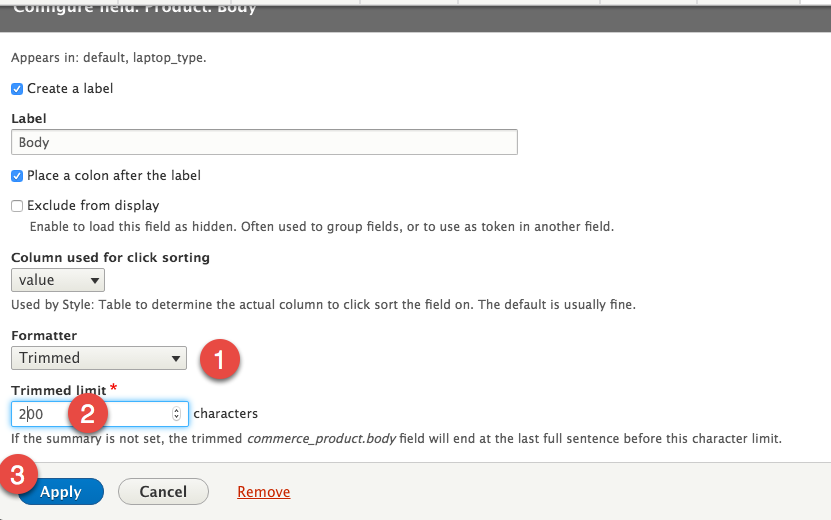 Configure field: Product: Body
Appears in: default, laptop_type.
Create a label
Label
Body
Place a colon after the label
Exclude from display
Enable to load this field as hidden. Often used to group fields, or to use as token in another field.
Column used for click sorting
value
Used by Style: Table to determine the actual column to click sort the field on. The default is usually fine.
Formatter
Trimmed
1
Trimmed limit *
200
2
characters
If the summary is not set, the trimmed commerce_product.body field will end at the last full sentence before this character limit.
3
Apply Cancel Remove